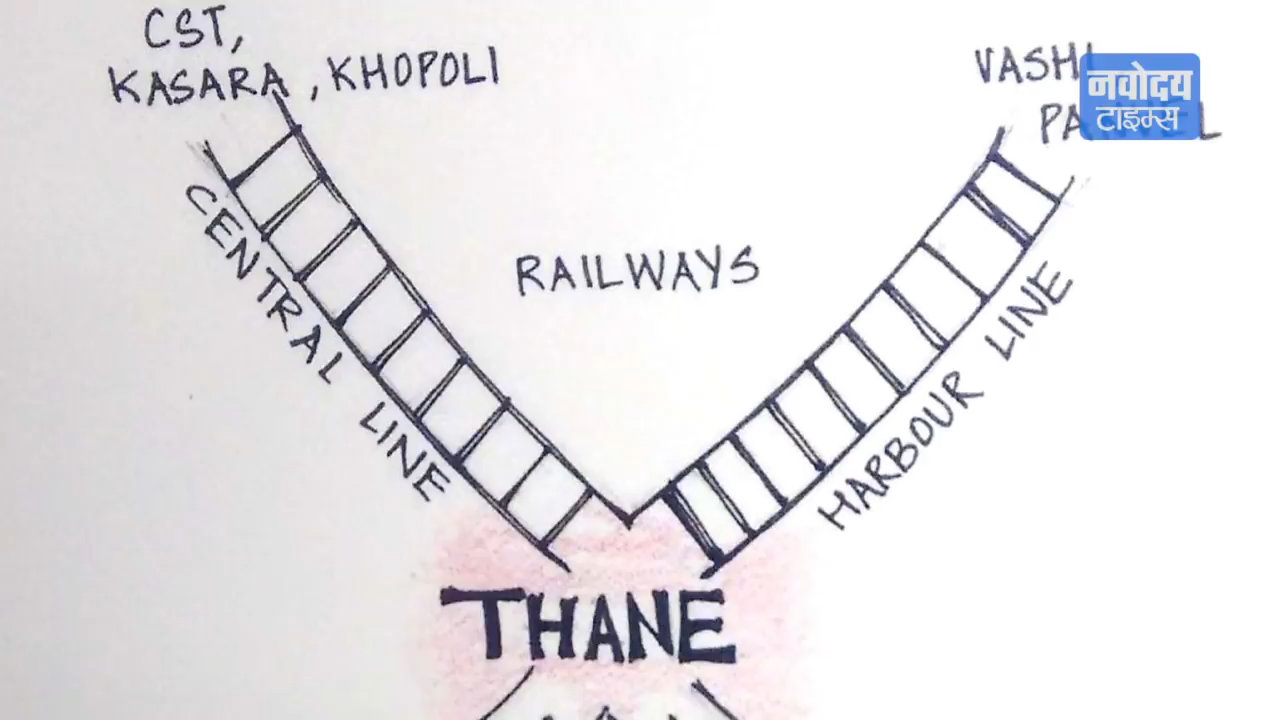 CST,
KASARA, KHOPOLI
VASHI
नवोदय
टाइम्स
RAILWAYS
CENTRAL LINE
HARBOUR LINE
THANE